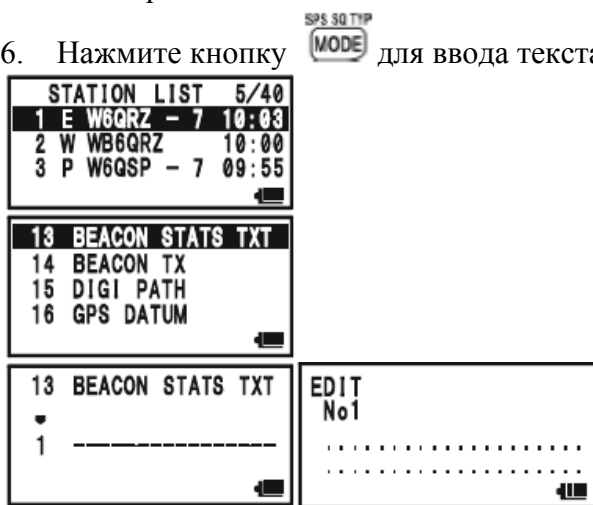 SPS SQ TYP
6. Нажмите кнопку MODE для ввода текста
STATION LIST 5/40
1 E W6QRZ - 7 10:03
2 W WB6QRZ 10:00
3 P W6QSP - 7 09:55
13 BEACON STATS TXT
14 BEACON TX
15 DIGI PATH
16 GPS DATUM
13 BEACON STATS TXT
1 ----------------
EDIT
No1